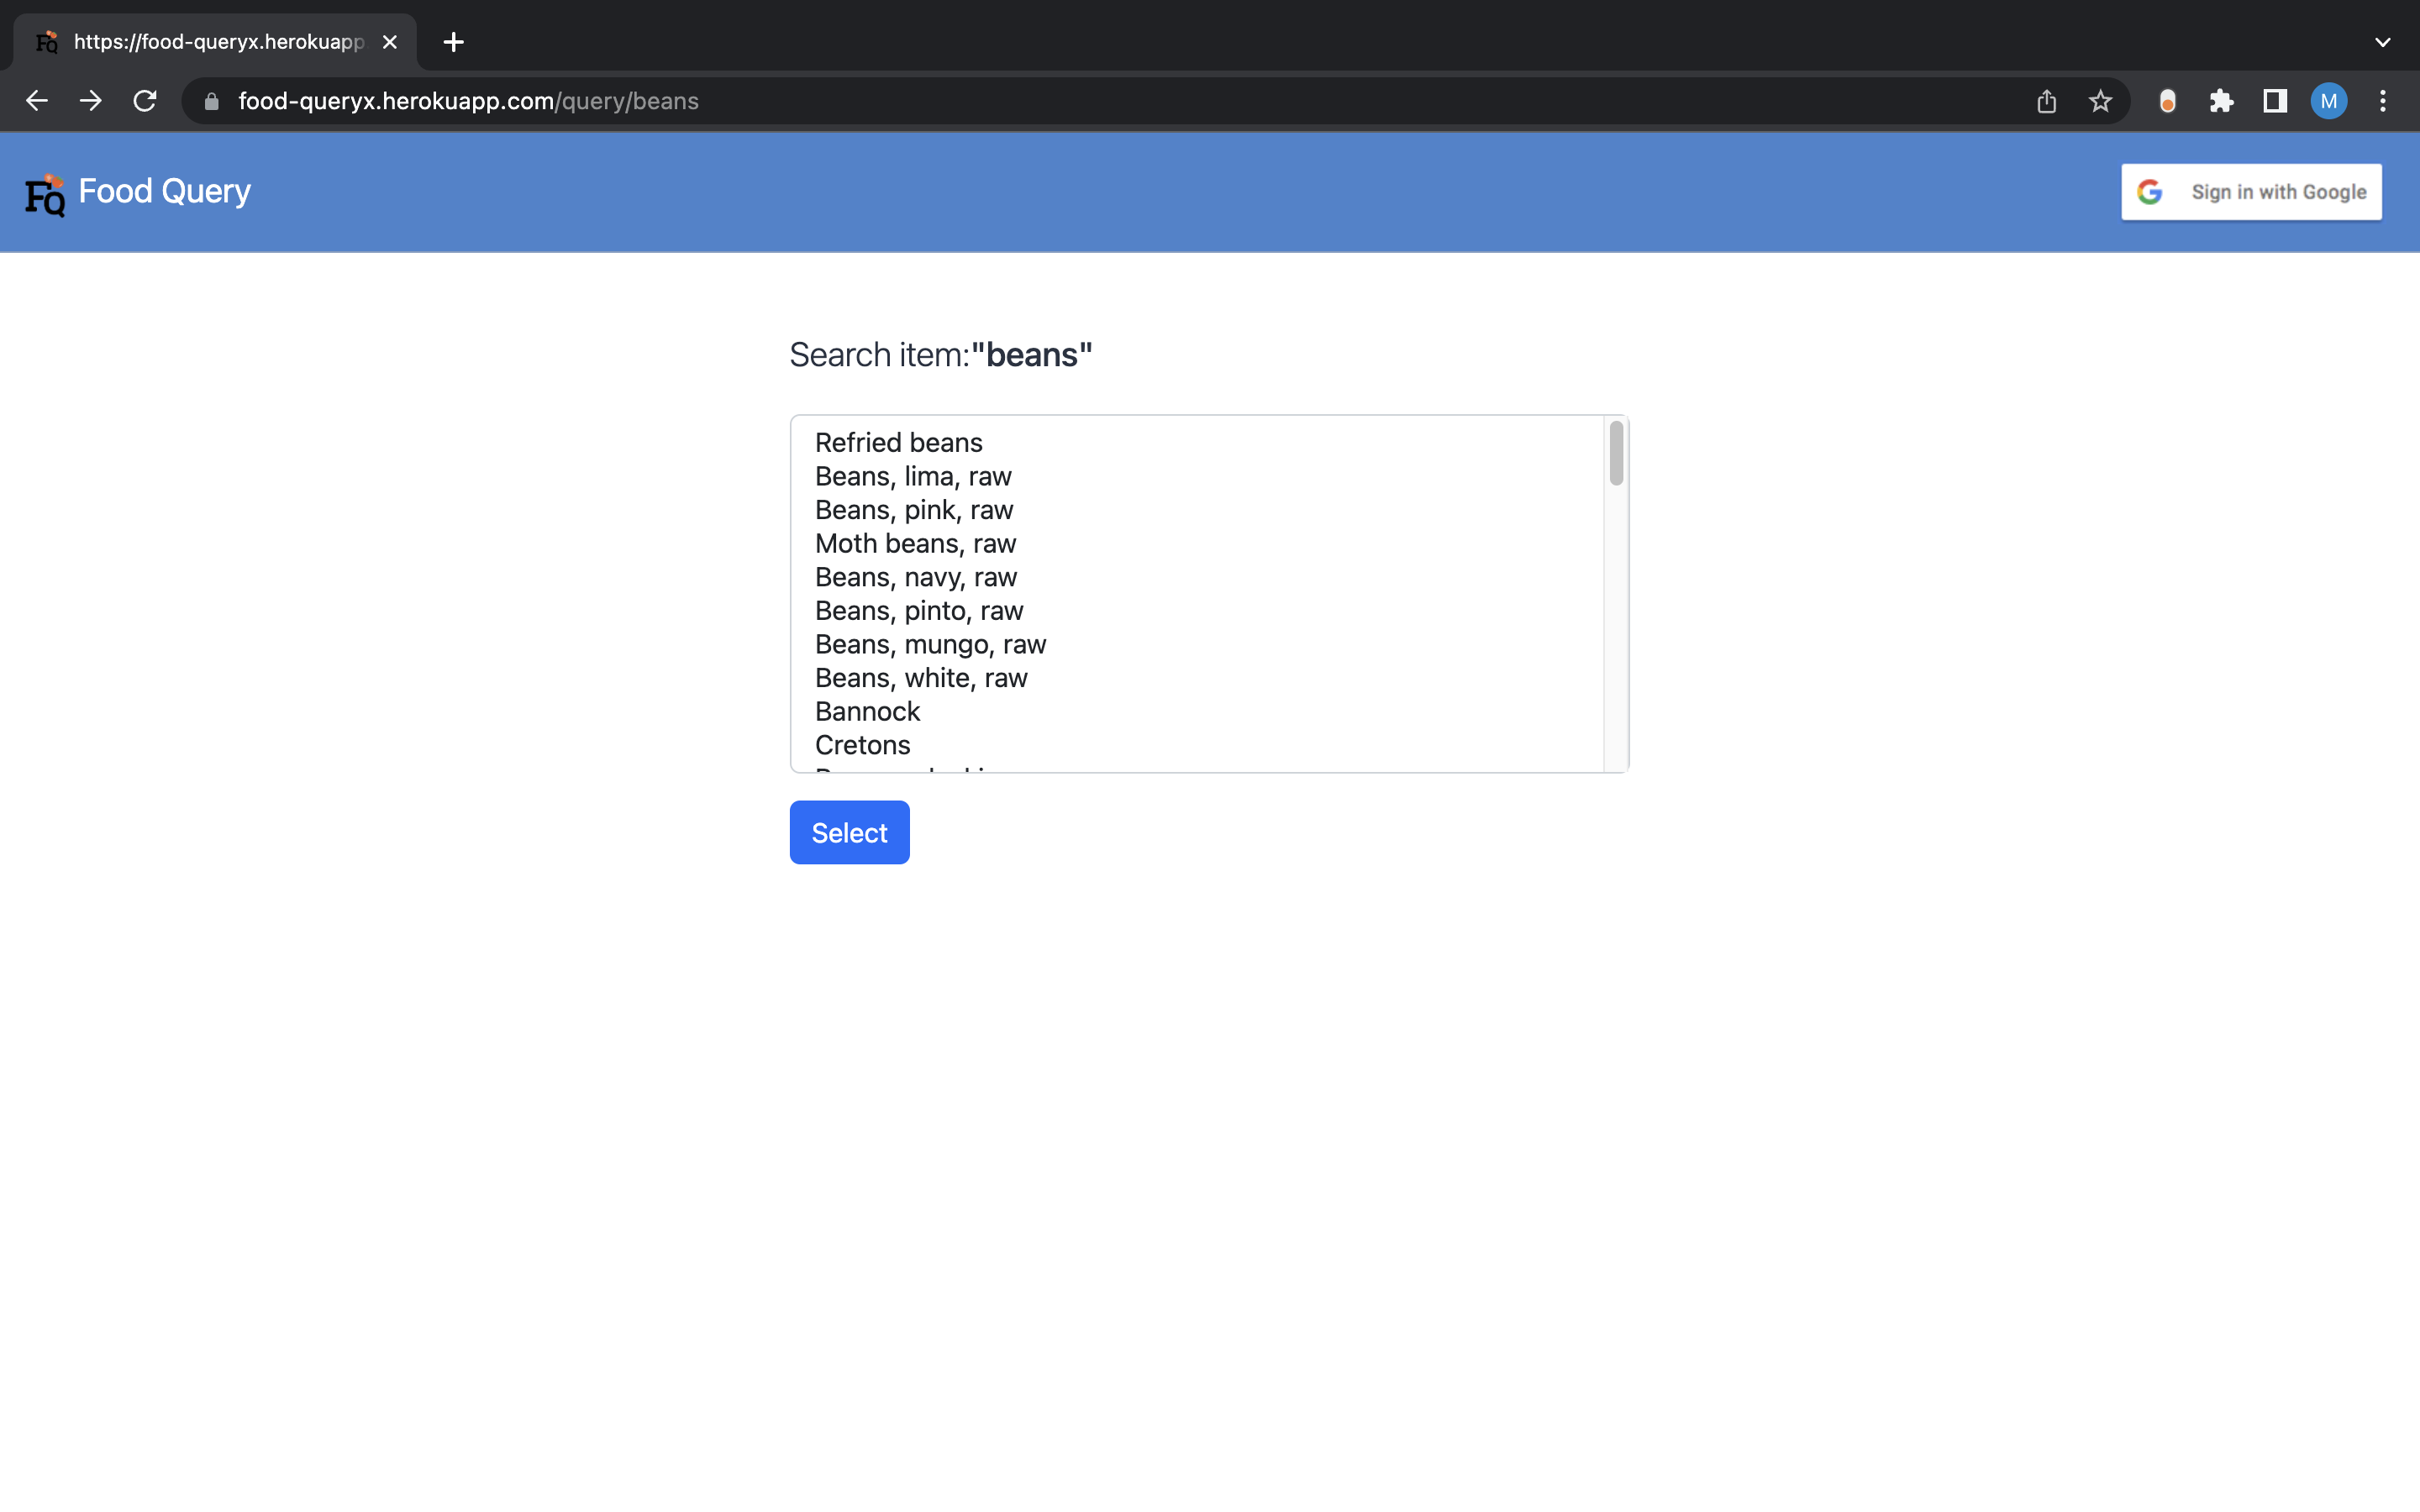 https://food-queryx.herokuapp
food-queryx.herokuapp.com/query/beans
M
FQ Food Query
Sign in with Google
Search item:"beans"
Refried beans
Beans, lima, raw
Beans, pink, raw
Moth beans, raw
Beans, navy, raw
Beans, pinto, raw
Beans, mungo, raw
Beans, white, raw
Bannock
Cretons
Select